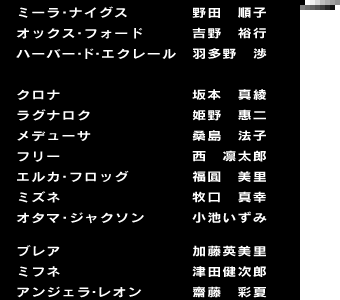 ミーラ・ナイグス 野田 順子
オックス・フォード 吉野 裕行
ハーバー・ド・エクレール 羽多野 渉
クロナ 坂本 真綾
ラグナロク 姫野 惠二
メデューサ 桑島 法子
フリー 西 凛太郎
エルカ・フロッグ 福圓 美里
ミズネ 牧口 真幸
オタマ・ジャクソン 小池いずみ
ブレア 加藤英美里
ミフネ 津田健次郎
アンジェラ・レオン 齋藤 彩夏